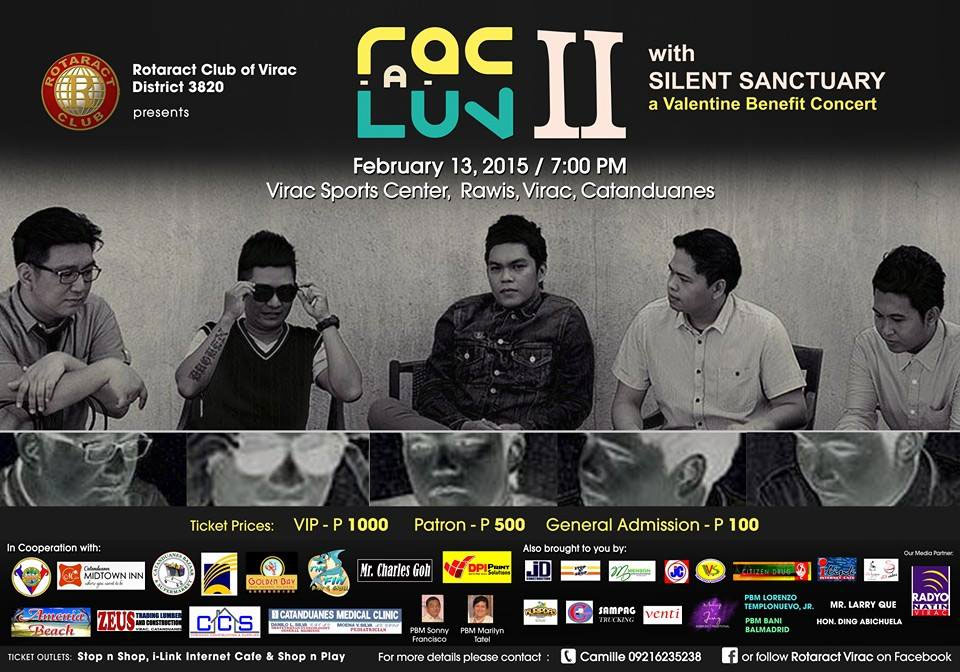 ROTARACT
CLUB
Rotaract Club of Virac
District 3820
presents
rac
- A -
LUV
II
with
SILENT SANCTUARY
a Valentine Benefit Concert
February 13, 2015 / 7:00 PM
Virac Sports Center, Rawis, Virac, Catanduanes
Ticket Prices: VIP - P 1000 Patron - P 500 General Admission - P 100
In Cooperation with:
Catanduanes
MIDTOWN INN
GOLDEN BAY
Mr. Charles Goh
DPI PRINT
Solutions
Amenia
Beach
ZEUS TRADING LUMBER
AND CONSTRUCTION
CCS
CATANDUANES MEDICAL CLINIC
PBM Sonny
Francisco
PBM Marilyn
Tatel
Also brought to you by:
JD
CITIZEN DRUG
INTERNET CAFE
SAMPAG
TRUCKING
venti
PBM LORENZO
TEMPLONUEVO, JR.
PBM BANI
BALMADRID
MR. LARRY QUE
HON. DING ABICHUELA
Our Media Partner:
RADYO
NATIN
VIRAC
TICKET OUTLETS: Stop n Shop, i-Link Internet Cafe & Shop n Play
For more details please contact : Camille 09216235238 f or follow Rotaract Virac on Facebook